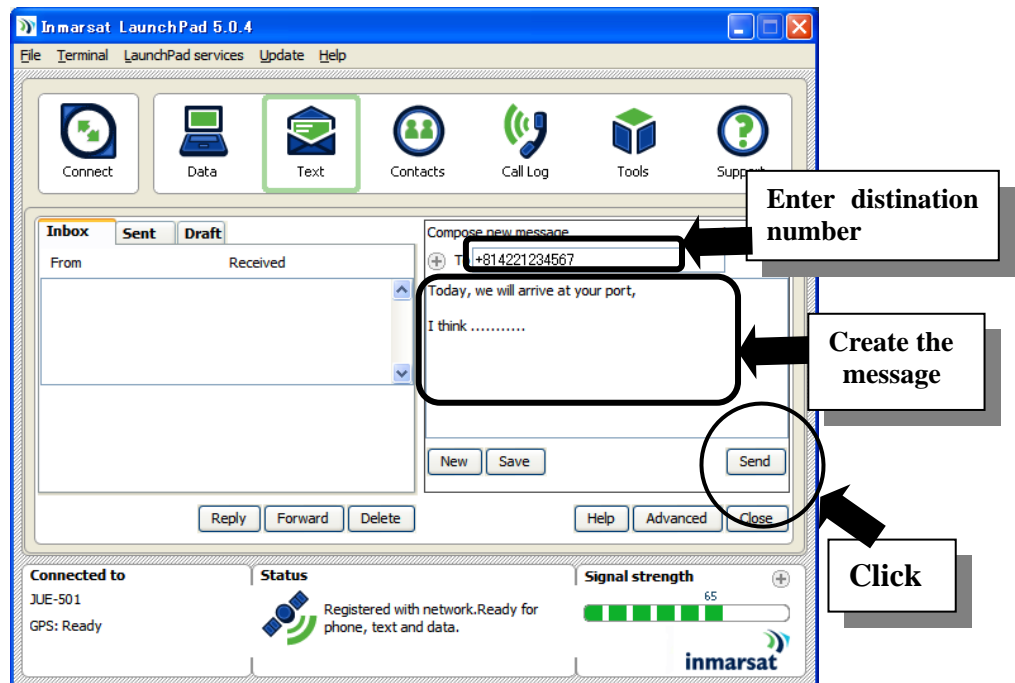 Inmarsat LaunchPad 5.0.4
File Terminal LaunchPad services Update Help
Connect Data Text Contacts Call Log Tools Support
Enter distination
number
Inbox Sent Draft
From Received
Compose new message
To +814221234567
Today, we will arrive at your port,
I think ...........
Create the
message
New Save Send
Reply Forward Delete Help Advanced Close
Click
Connected to
JUE-501
GPS: Ready
Status
Registered with network.Ready for
phone, text and data.
Signal strength
65
inmarsat